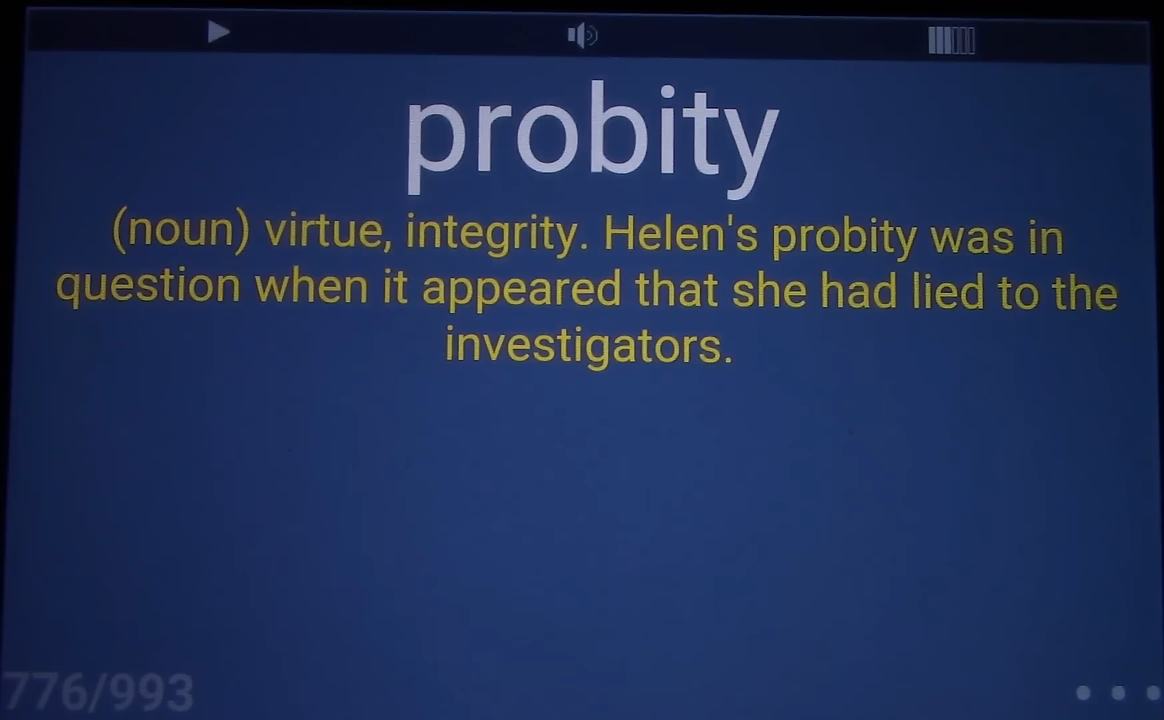 probity
(noun) virtue, integrity. Helen's probity was in
question when it appeared that she had lied to the
investigators.
776/993